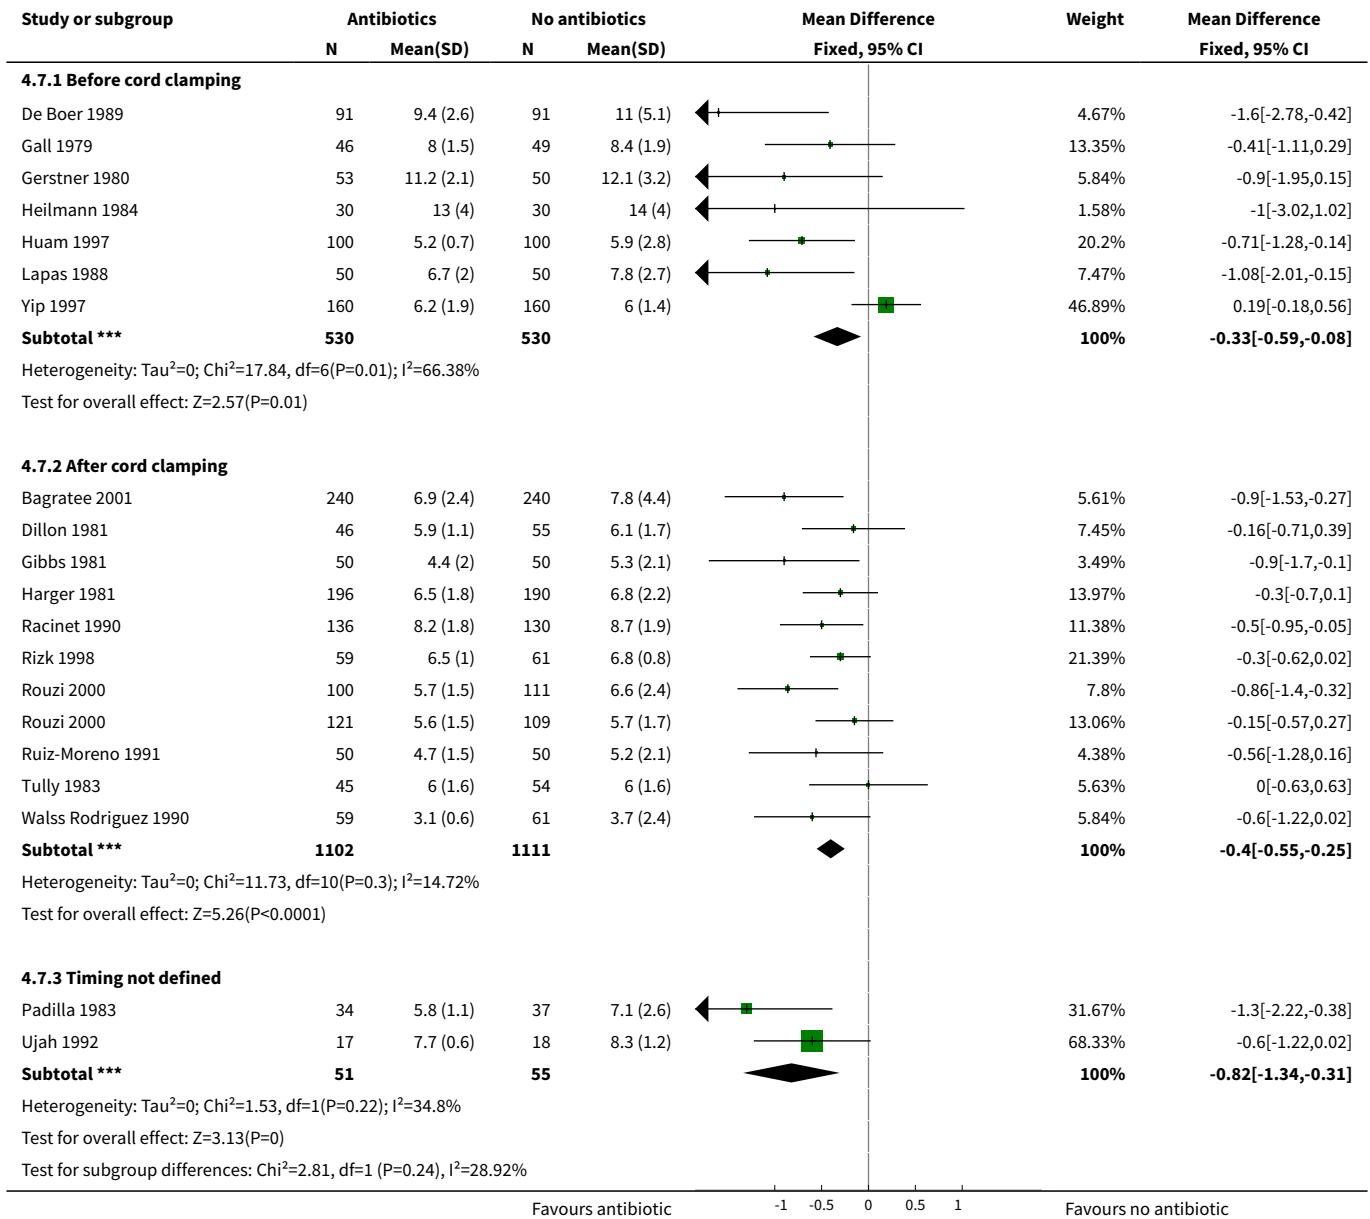 Study or subgroup Antibiotics No antibiotics Mean Difference Weight Mean Difference
N Mean(SD) N Mean(SD) Fixed, 95% CI Fixed, 95% CI
4.7.1 Before cord clamping
De Boer 1989 91 9.4 (2.6) 91 11 (5.1) 4.67% -1.6[-2.78,-0.42]
Gall 1979 46 8 (1.5) 49 8.4 (1.9) 13.35% -0.41[-1.11,0.29]
Gerstner 1980 53 11.2 (2.1) 50 12.1 (3.2) 5.84% -0.9[-1.95,0.15]
Heilmann 1984 30 13 (4) 30 14 (4) 1.58% -1[-3.02,1.02]
Huam 1997 100 5.2 (0.7) 100 5.9 (2.8) 20.2% -0.71[-1.28,-0.14]
Lapas 1988 50 6.7 (2) 50 7.8 (2.7) 7.47% -1.08[-2.01,-0.15]
Yip 1997 160 6.2 (1.9) 160 6 (1.4) 46.89% 0.19[-0.18,0.56]
Subtotal *** 530 530 100% -0.33[-0.59,-0.08]
Heterogeneity: Tau²=0; Chi²=17.84, df=6(P=0.01); I²=66.38%
Test for overall effect: Z=2.57(P=0.01)
4.7.2 After cord clamping
Bagratee 2001 240 6.9 (2.4) 240 7.8 (4.4) 5.61% -0.9[-1.53,-0.27]
Dillon 1981 46 5.9 (1.1) 55 6.1 (1.7) 7.45% -0.16[-0.71,0.39]
Gibbs 1981 50 4.4 (2) 50 5.3 (2.1) 3.49% -0.9[-1.7,-0.1]
Harger 1981 196 6.5 (1.8) 190 6.8 (2.2) 13.97% -0.3[-0.7,0.1]
Racinet 1990 136 8.2 (1.8) 130 8.7 (1.9) 11.38% -0.5[-0.95,-0.05]
Rizk 1998 59 6.5 (1) 61 6.8 (0.8) 21.39% -0.3[-0.62,0.02]
Rouzi 2000 100 5.7 (1.5) 111 6.6 (2.4) 7.8% -0.86[-1.4,-0.32]
Rouzi 2000 121 5.6 (1.5) 109 5.7 (1.7) 13.06% -0.15[-0.57,0.27]
Ruiz-Moreno 1991 50 4.7 (1.5) 50 5.2 (2.1) 4.38% -0.56[-1.28,0.16]
Tully 1983 45 6 (1.6) 54 6 (1.6) 5.63% 0[-0.63,0.63]
Walss Rodriguez 1990 59 3.1 (0.6) 61 3.7 (2.4) 5.84% -0.6[-1.22,0.02]
Subtotal *** 1102 1111 100% -0.4[-0.55,-0.25]
Heterogeneity: Tau²=0; Chi²=11.73, df=10(P=0.3); I²=14.72%
Test for overall effect: Z=5.26(P<0.0001)
4.7.3 Timing not defined
Padilla 1983 34 5.8 (1.1) 37 7.1 (2.6) 31.67% -1.3[-2.22,-0.38]
Ujah 1992 17 7.7 (0.6) 18 8.3 (1.2) 68.33% -0.6[-1.22,0.02]
Subtotal *** 51 55 100% -0.82[-1.34,-0.31]
Heterogeneity: Tau²=0; Chi²=1.53, df=1(P=0.22); I²=34.8%
Test for overall effect: Z=3.13(P=0)
Test for subgroup differences: Chi²=2.81, df=1 (P=0.24), I²=28.92%
Favours antibiotic -1 -0.5 0 0.5 1 Favours no antibiotic